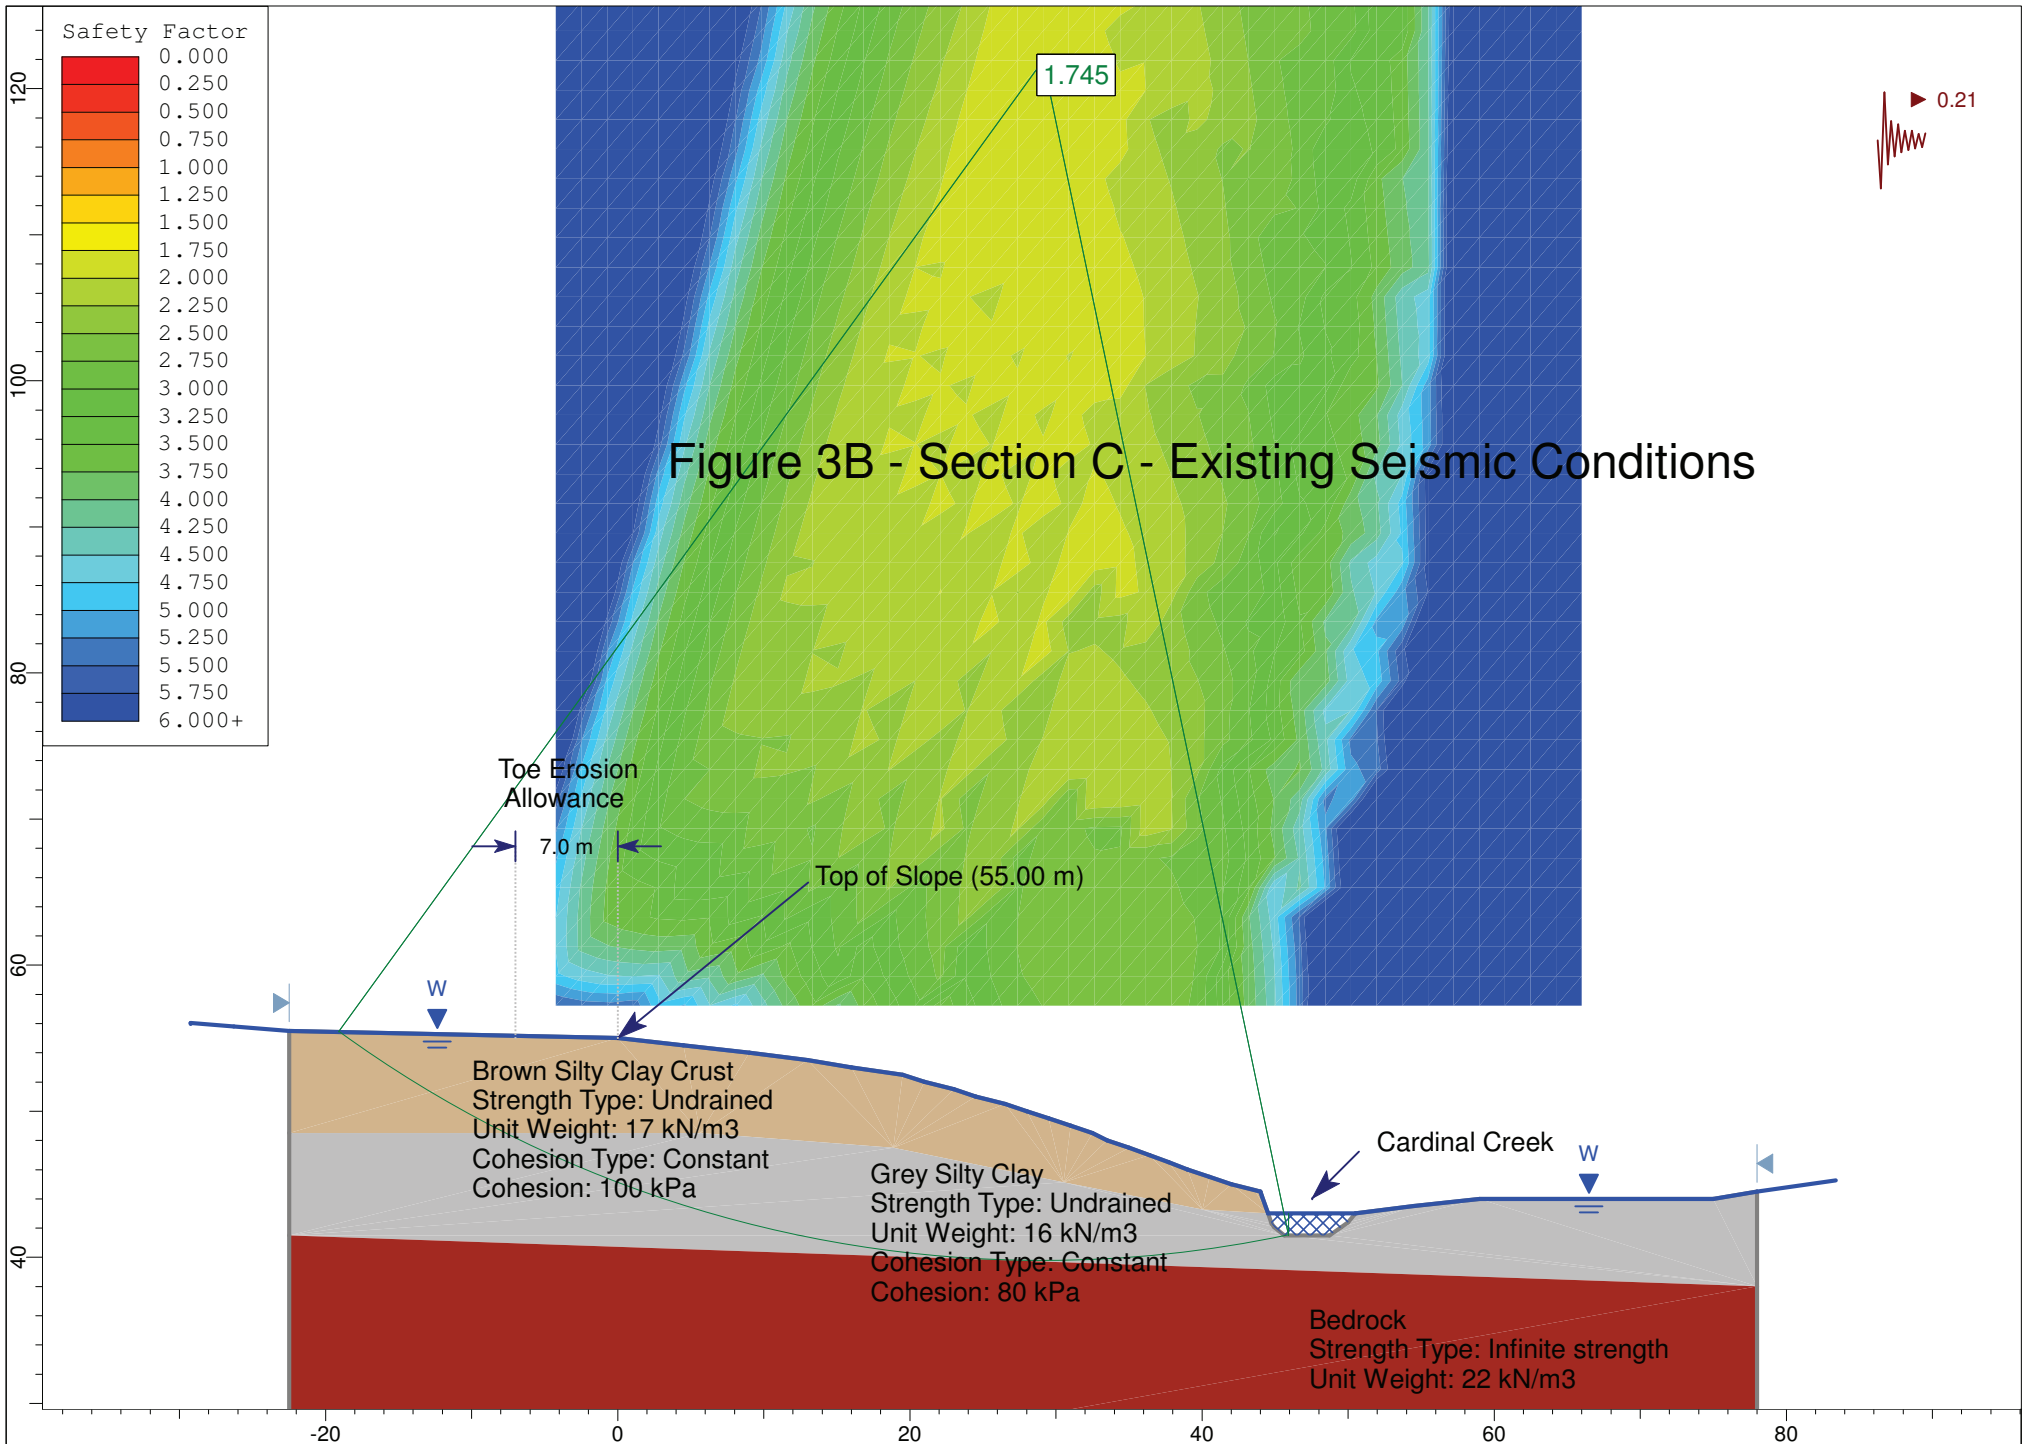 Safety Factor
0.000
0.250
0.500
0.750
1.000
1.250
1.500
1.750
2.000
2.250
2.500
2.750
3.000
3.250
3.500
3.750
4.000
4.250
4.500
4.750
5.000
5.250
5.500
5.750
6.000+
1.745
0.21
Figure 3B - Section C - Existing Seismic Conditions
Toe Erosion
Allowance
7.0 m
Top of Slope (55.00 m)
W
Brown Silty Clay Crust
Strength Type: Undrained
Unit Weight: 17 kN/m3
Cohesion Type: Constant
Cohesion: 100 kPa
Grey Silty Clay
Strength Type: Undrained
Unit Weight: 16 kN/m3
Cohesion Type: Constant
Cohesion: 80 kPa
Cardinal Creek
W
Bedrock
Strength Type: Infinite strength
Unit Weight: 22 kN/m3
120
100
80
60
40
-20
0
20
40
60
80